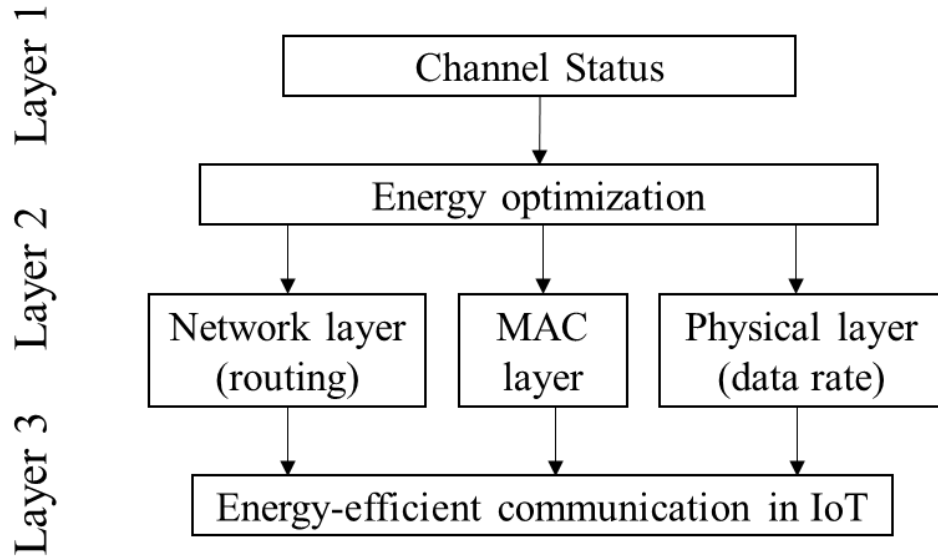 Layer 1
Channel Status
Layer 2
Energy optimization
Network layer
(routing)
MAC
layer
Physical layer
(data rate)
Layer 3
Energy-efficient communication in IoT